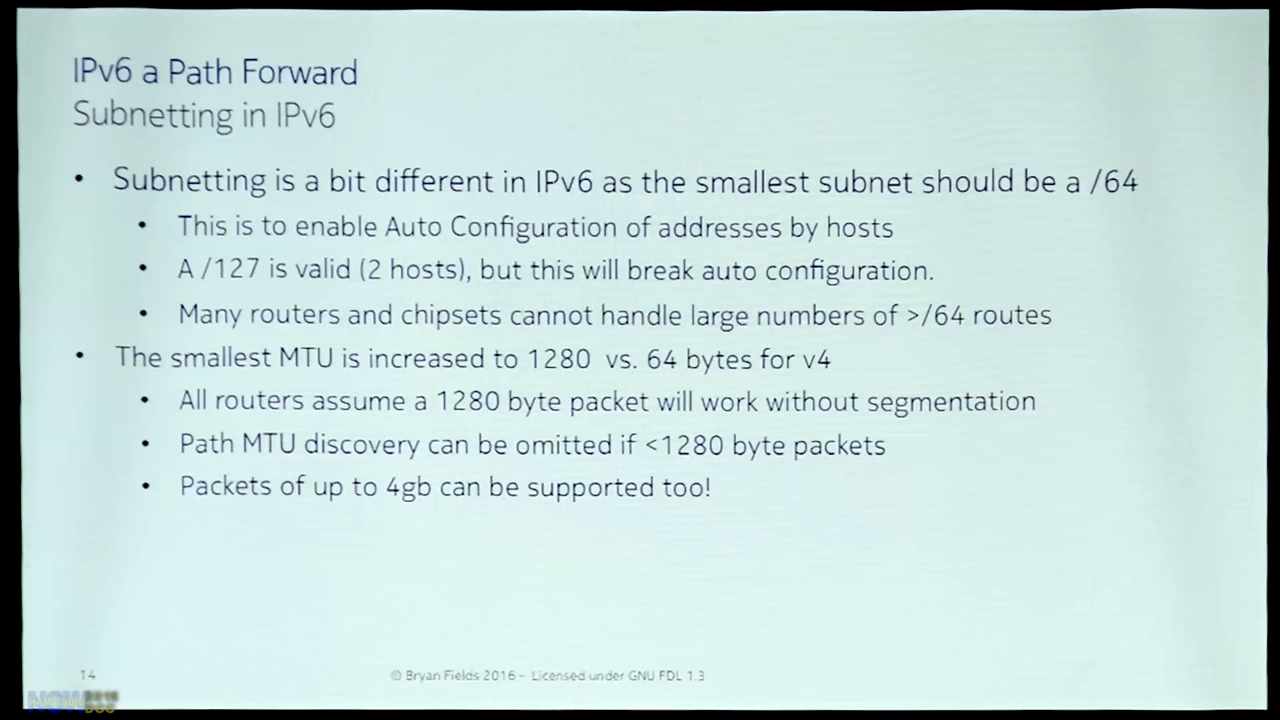 IPv6 a Path Forward
Subnetting in IPv6
• Subnetting is a bit different in IPv6 as the smallest subnet should be a /64
• This is to enable Auto Configuration of addresses by hosts
• A /127 is valid (2 hosts), but this will break auto configuration.
• Many routers and chipsets cannot handle large numbers of >/64 routes
• The smallest MTU is increased to 1280 vs. 64 bytes for v4
• All routers assume a 1280 byte packet will work without segmentation
• Path MTU discovery can be omitted if <1280 byte packets
• Packets of up to 4gb can be supported too!
14
© Bryan Fields 2016 – Licensed under GNU FDL 1.3